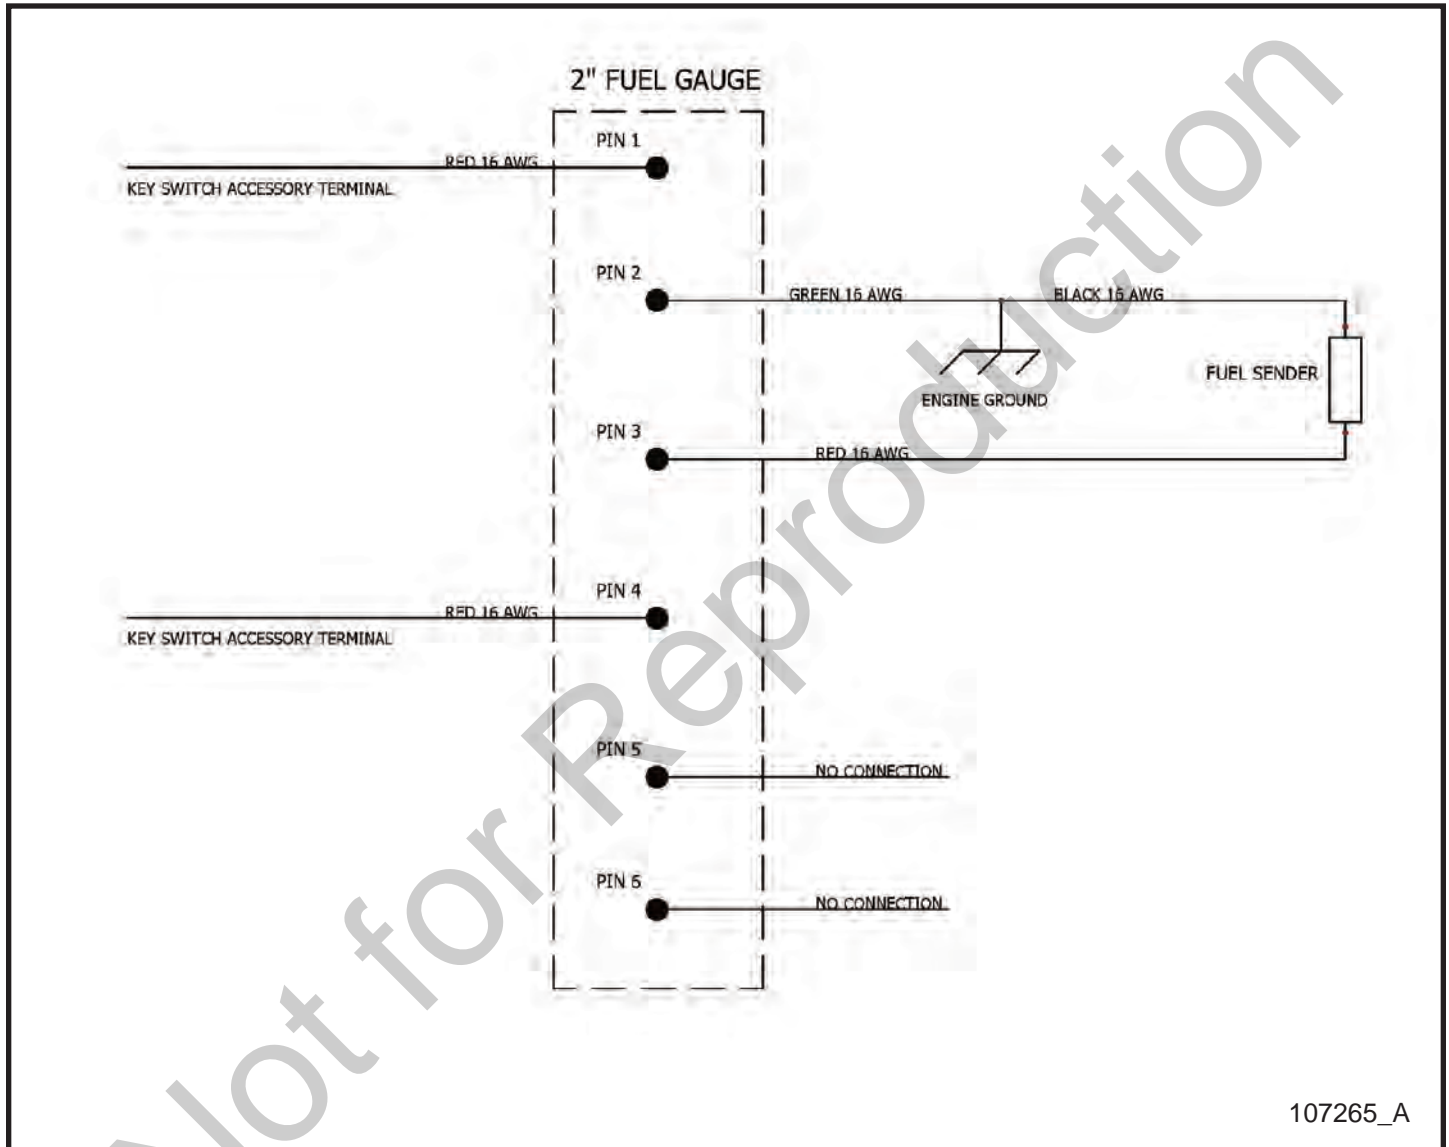 2" FUEL GAUGE
PIN 1
RED 16 AWG
KEY SWITCH ACCESSORY TERMINAL
PIN 2
GREEN 16 AWG
BLACK 16 AWG
FUEL SENDER
ENGINE GROUND
PIN 3
RED 16 AWG
PIN 4
RED 16 AWG
KEY SWITCH ACCESSORY TERMINAL
PIN 5
NO CONNECTION
PIN 6
NO CONNECTION
Not for Reproduction
107265_A